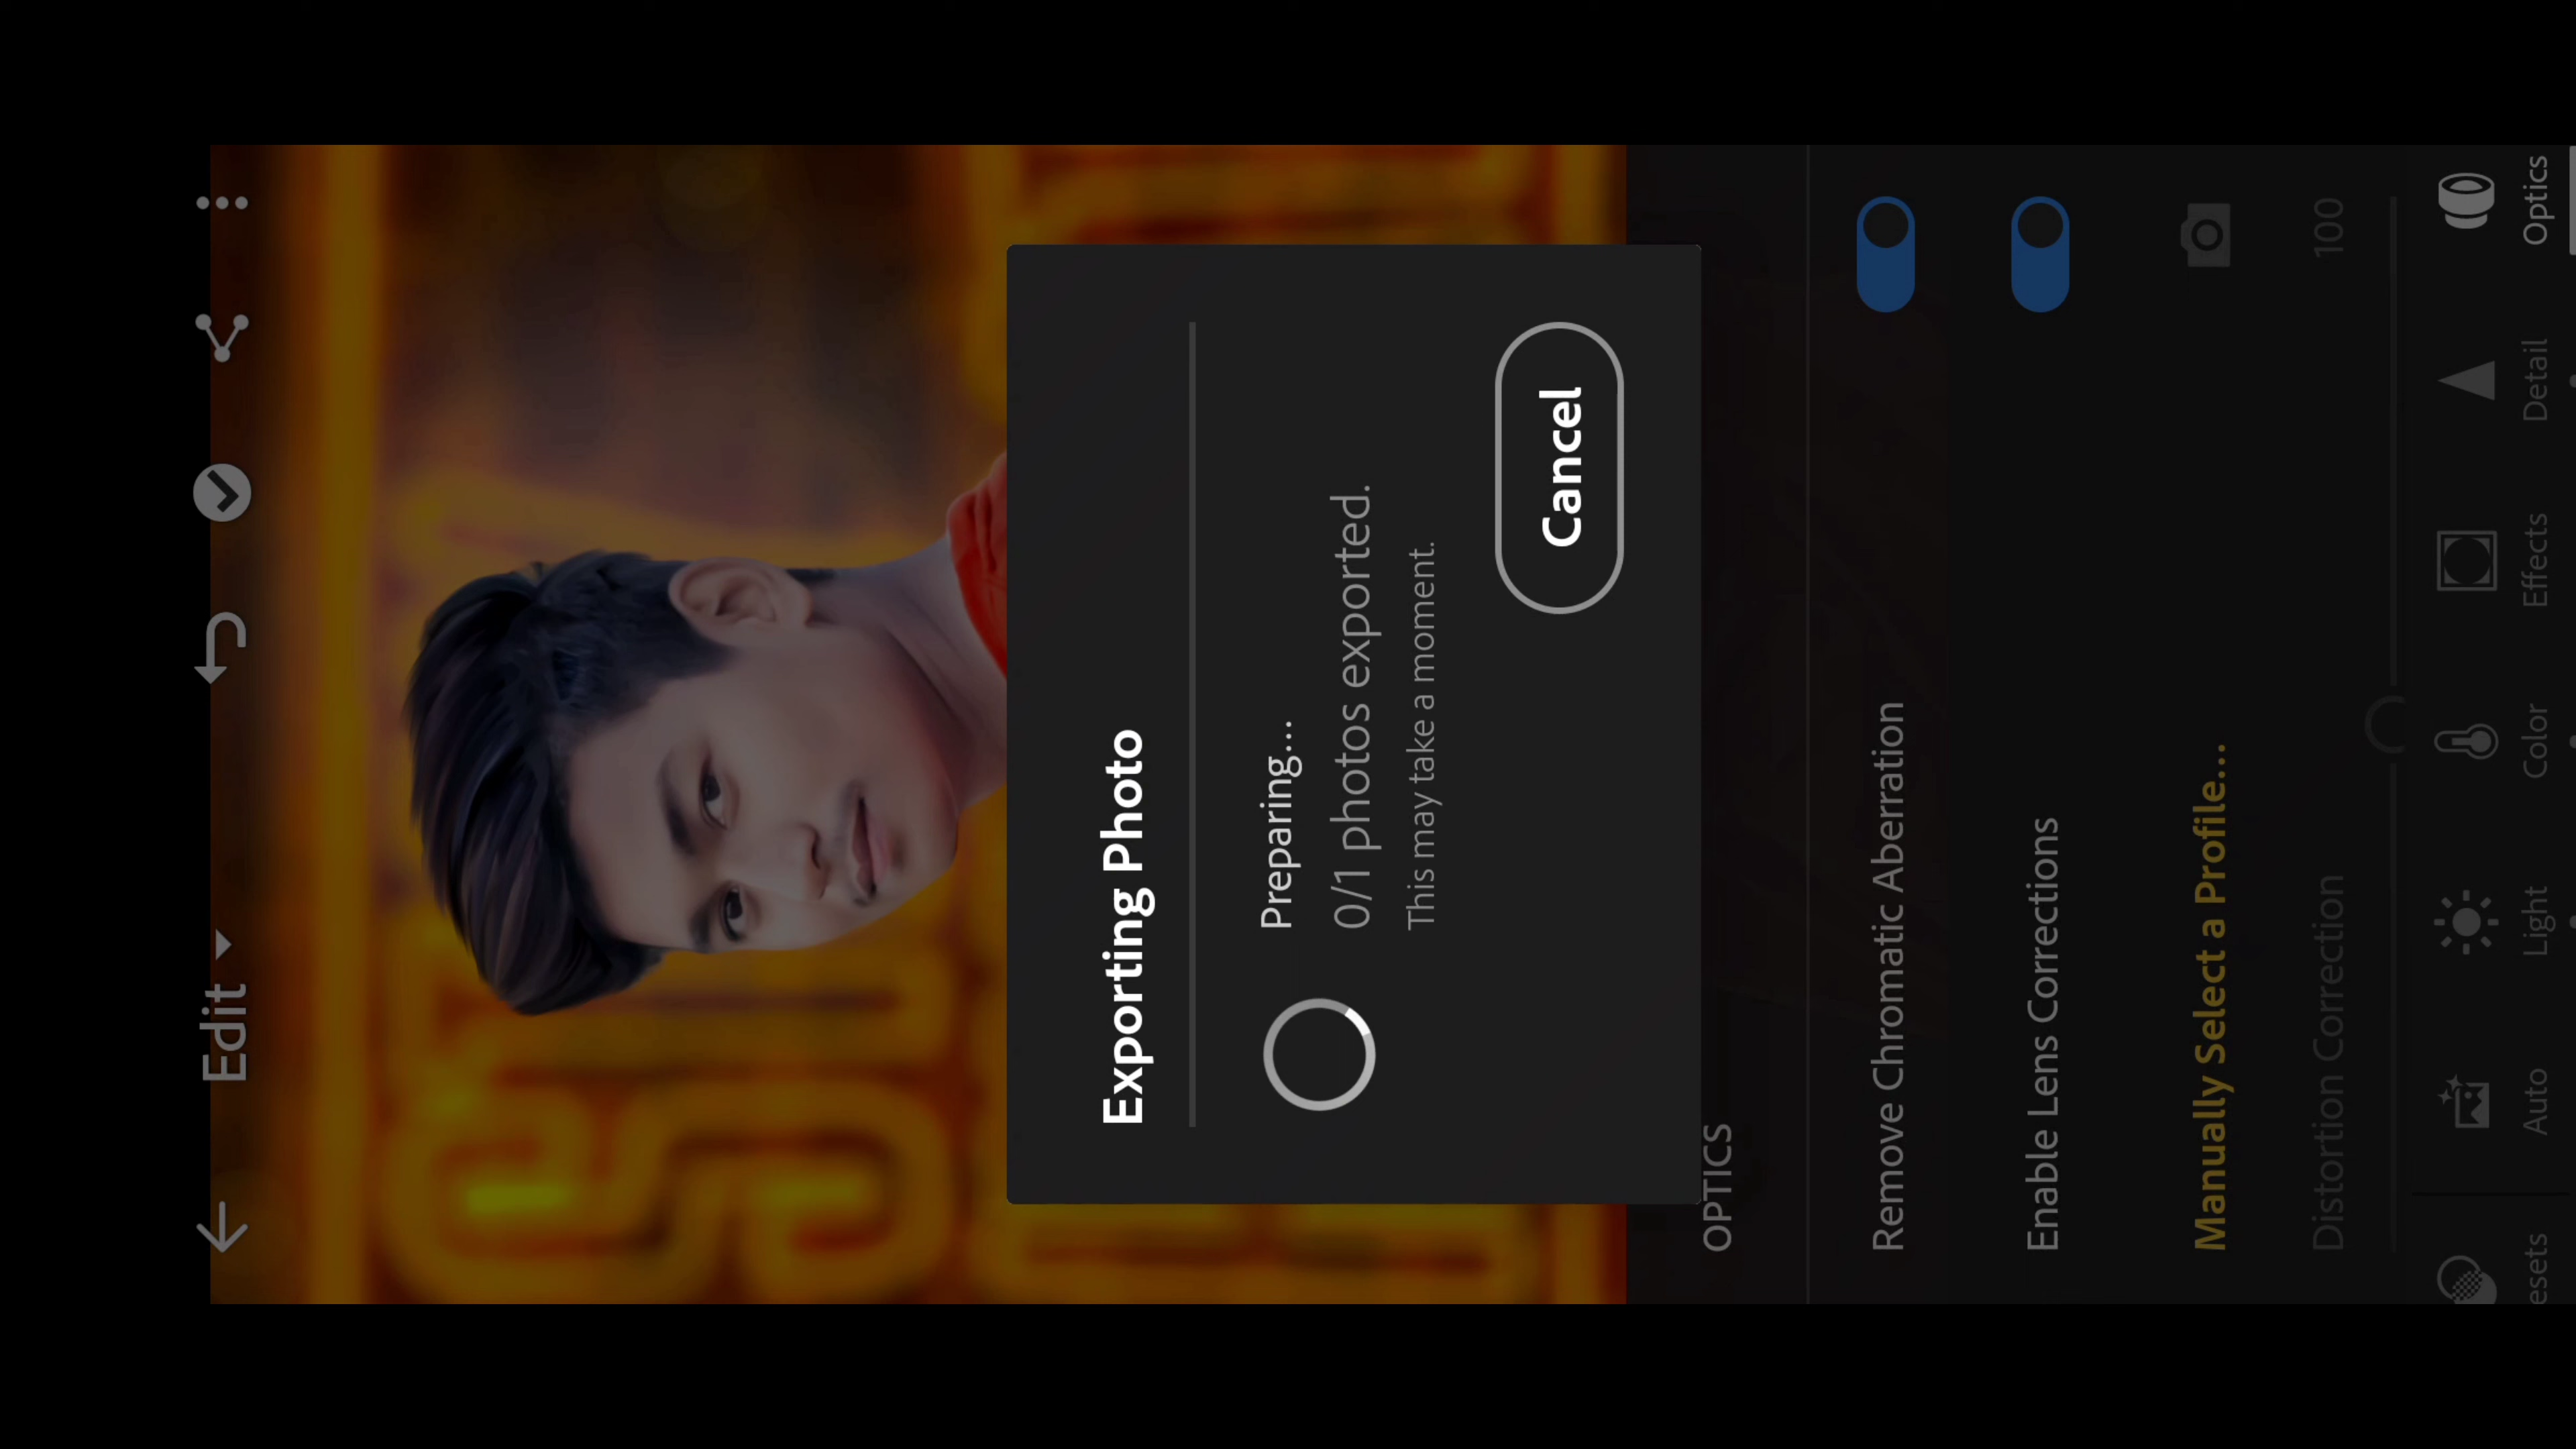 Edit
Exporting Photo
Preparing...
0/1 photos exported.
This may take a moment.
Cancel
OPTICS
Remove Chromatic Aberration
Enable Lens Corrections
Manually Select a Profile...
Distortion Correction 100
esets Auto Light Color Effects Detail Optics